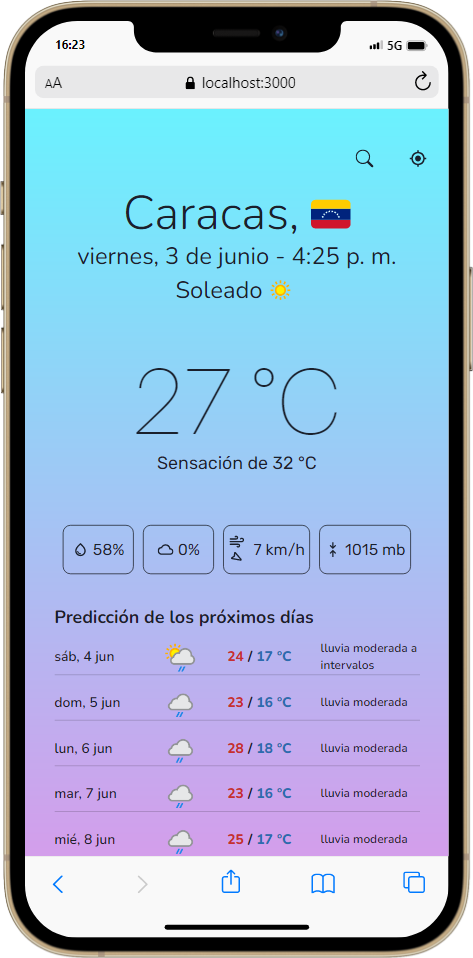 16:23
5G
AA
localhost:3000
Caracas,
viernes, 3 de junio - 4:25 p. m.
Soleado
27 °C
Sensación de 32 °C
58%
0%
7 km/h
1015 mb
Predicción de los próximos días
sáb, 4 jun
24 / 17 °C
lluvia moderada a
intervalos
dom, 5 jun
23 / 16 °C
lluvia moderada
lun, 6 jun
28 / 18 °C
lluvia moderada
mar, 7 jun
23 / 16 °C
lluvia moderada
mié, 8 jun
25 / 17 °C
lluvia moderada